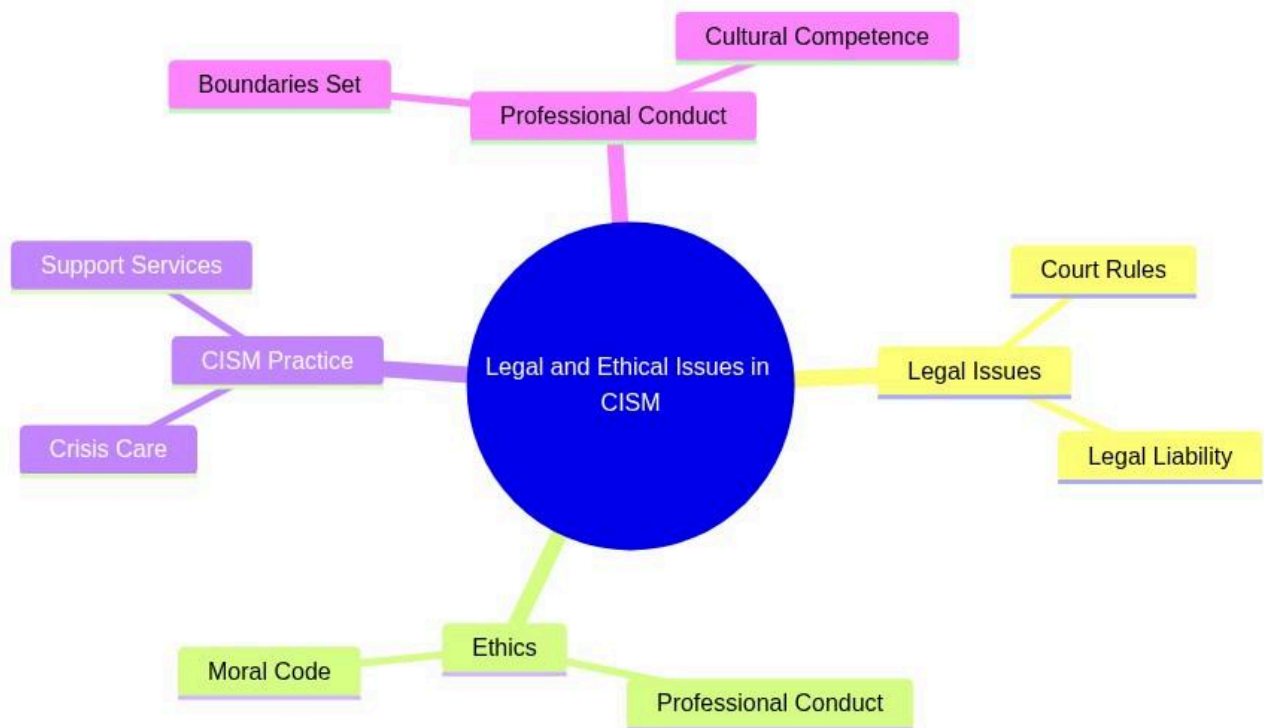 Cultural Competence
Boundaries Set
Professional Conduct
Support Services
Court Rules
CISM Practice
Legal and Ethical Issues in
CISM
Legal Issues
Crisis Care
Legal Liability
Ethics
Moral Code
Professional Conduct